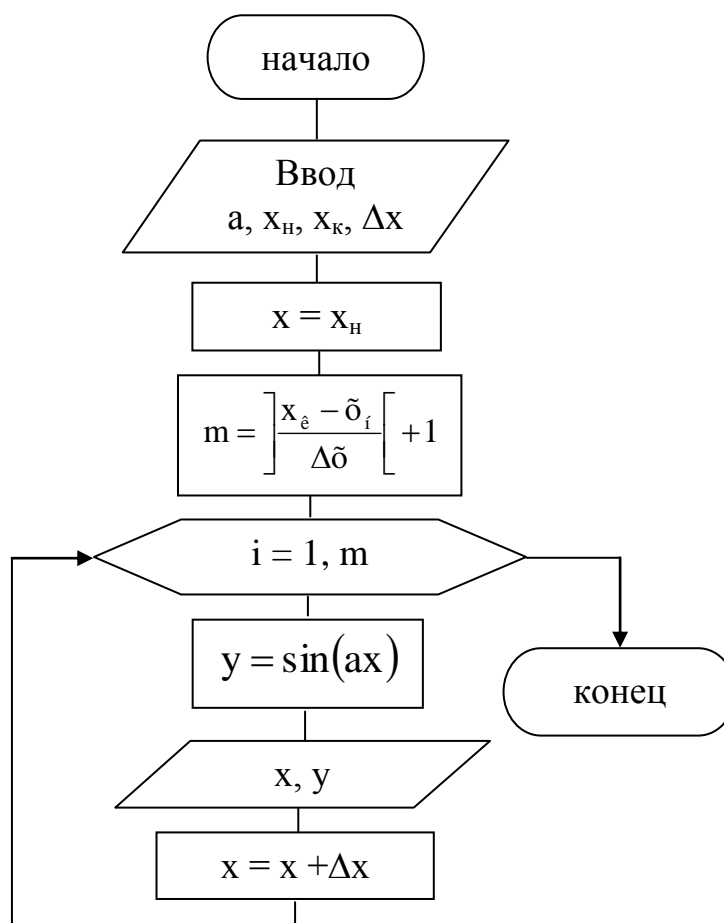 начало
Ввод
a, xн, xк, Δx
x = xн
m = ]xê − õí / Δõ[ + 1
i = 1, m
y = sin(ax)
конец
x, y
x = x +Δx